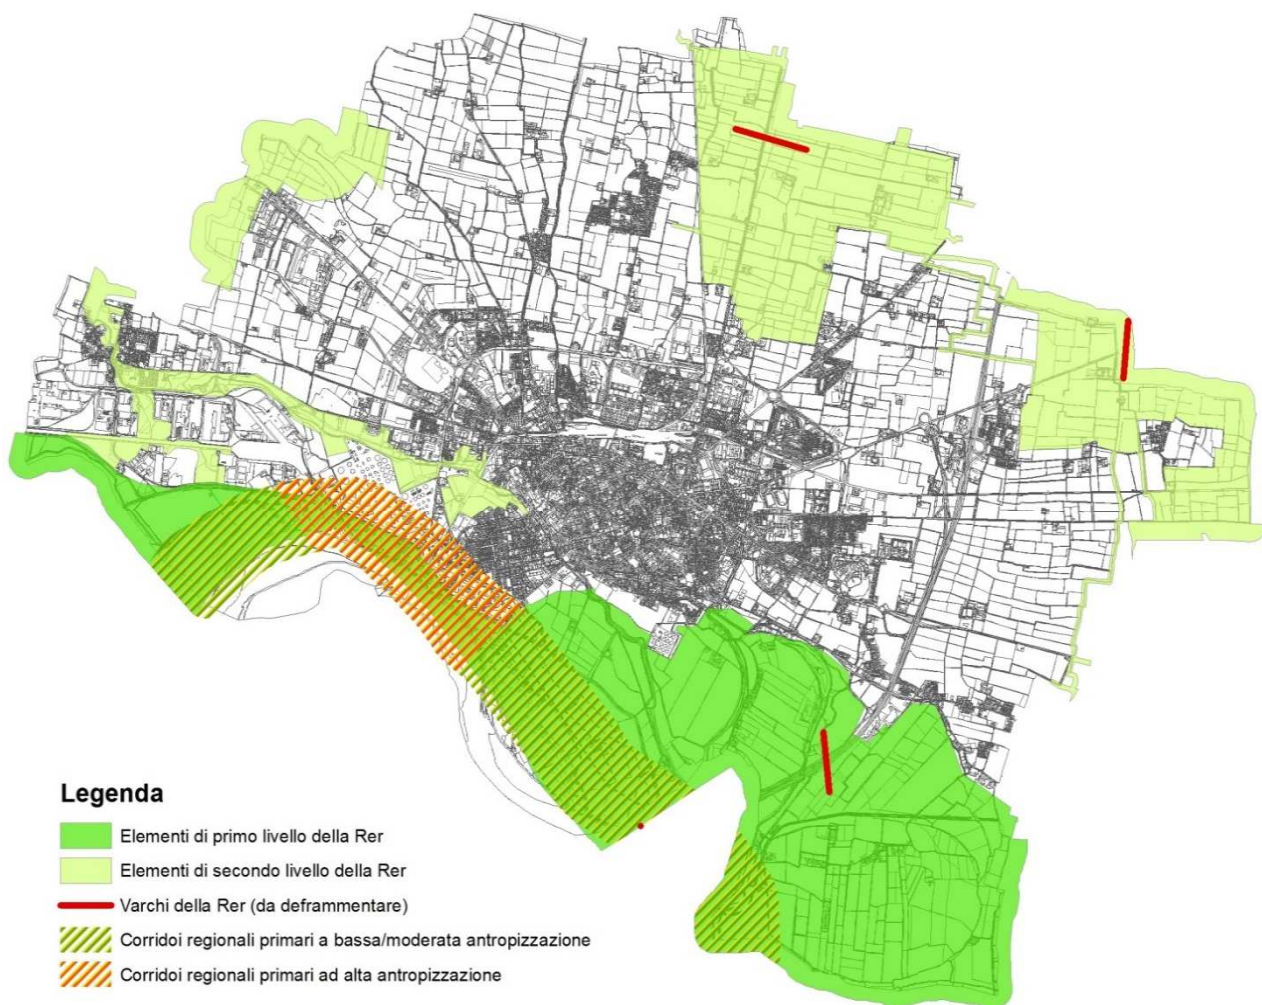 Legenda
Elementi di primo livello della Rer
Elementi di secondo livello della Rer
Varchi della Rer (da deframmentare)
Corridoi regionali primari a bassa/moderata antropizzazione
Corridoi regionali primari ad alta antropizzazione